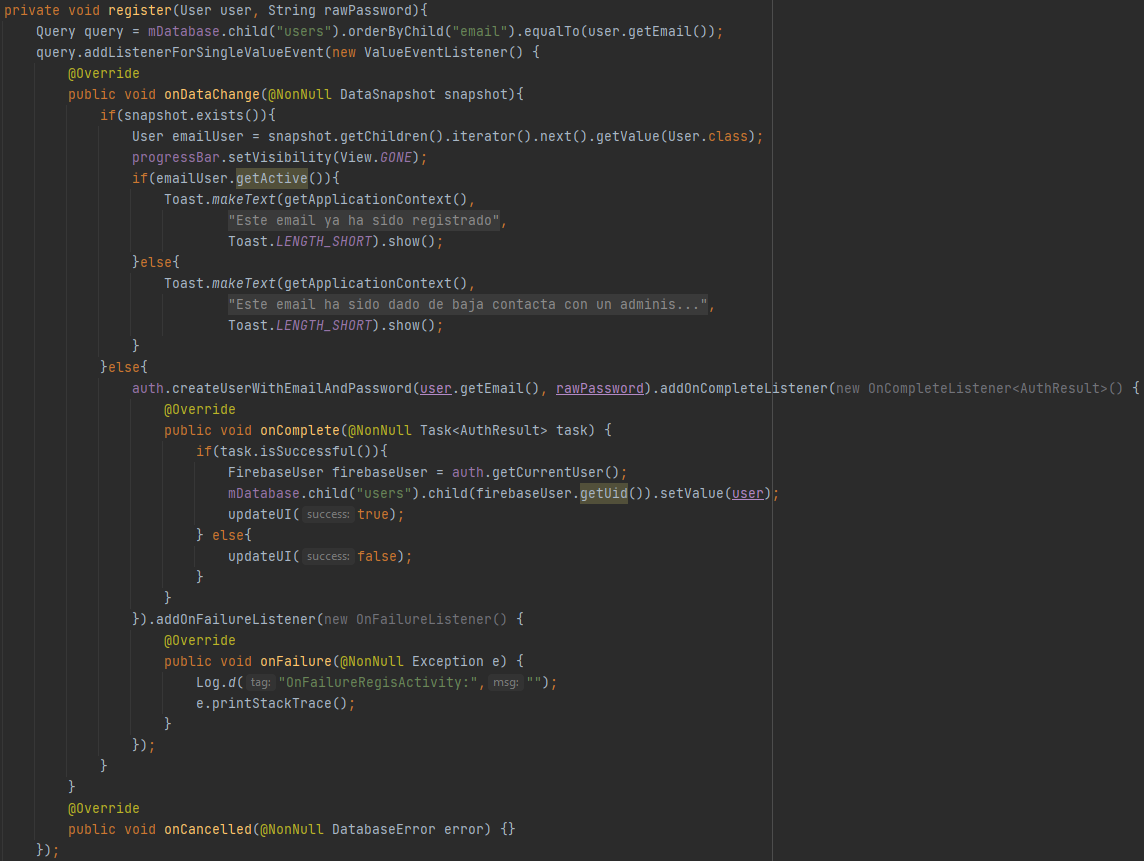 private void register(User user, String rawPassword){
    Query query = mDatabase.child("users").orderByChild("email").equalTo(user.getEmail());
    query.addListenerForSingleValueEvent(new ValueEventListener() {
        @Override
        public void onDataChange(@NonNull DataSnapshot snapshot){
            if(snapshot.exists()){
                User emailUser = snapshot.getChildren().iterator().next().getValue(User.class);
                progressBar.setVisibility(View.GONE);
                if(emailUser.getActive()){
                    Toast.makeText(getApplicationContext(),
                            "Este email ya ha sido registrado",
                            Toast.LENGTH_SHORT).show();
                }else{
                    Toast.makeText(getApplicationContext(),
                            "Este email ha sido dado de baja contacta con un adminis...",
                            Toast.LENGTH_SHORT).show();
                }
            }else{
                auth.createUserWithEmailAndPassword(user.getEmail(), rawPassword).addOnCompleteListener(new OnCompleteListener<AuthResult>() {
                    @Override
                    public void onComplete(@NonNull Task<AuthResult> task) {
                        if(task.isSuccessful()){
                            FirebaseUser firebaseUser = auth.getCurrentUser();
                            mDatabase.child("users").child(firebaseUser.getUid()).setValue(user);
                            updateUI( success: true);
                        } else{
                            updateUI( success: false);
                        }
                    }
                }).addOnFailureListener(new OnFailureListener() {
                    @Override
                    public void onFailure(@NonNull Exception e) {
                        Log.d( tag: "OnFailureRegisActivity:", msg: "");
                        e.printStackTrace();
                    }
                });
            }
        }
        @Override
        public void onCancelled(@NonNull DatabaseError error) {}
    });